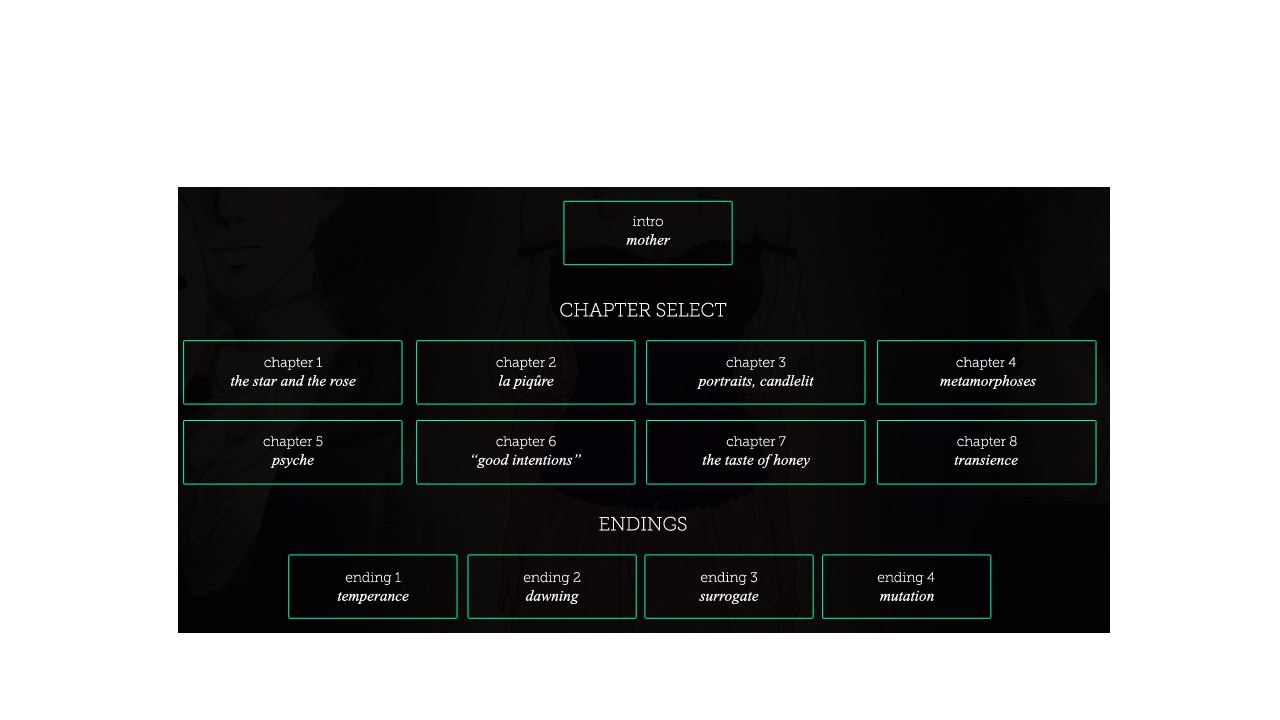 intro
mother
CHAPTER SELECT
chapter 1
the star and the rose
chapter 2
la piqûre
chapter 3
portraits, candlelit
chapter 4
metamorphoses
chapter 5
psyche
chapter 6
“good intentions”
chapter 7
the taste of honey
chapter 8
transience
ENDINGS
ending 1
temperance
ending 2
dawning
ending 3
surrogate
ending 4
mutation